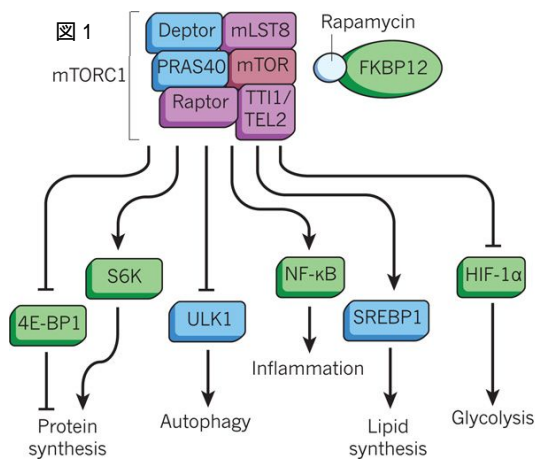 図1
Rapamycin
Deptor
mLST8
mTORC1
PRAS40
mTOR
FKBP12
Raptor
TTI1/
TEL2
S6K
NF-κB
HIF-1α
4E-BP1
ULK1
SREBP1
Inflammation
Protein
synthesis
Autophagy
Lipid
synthesis
Glycolysis